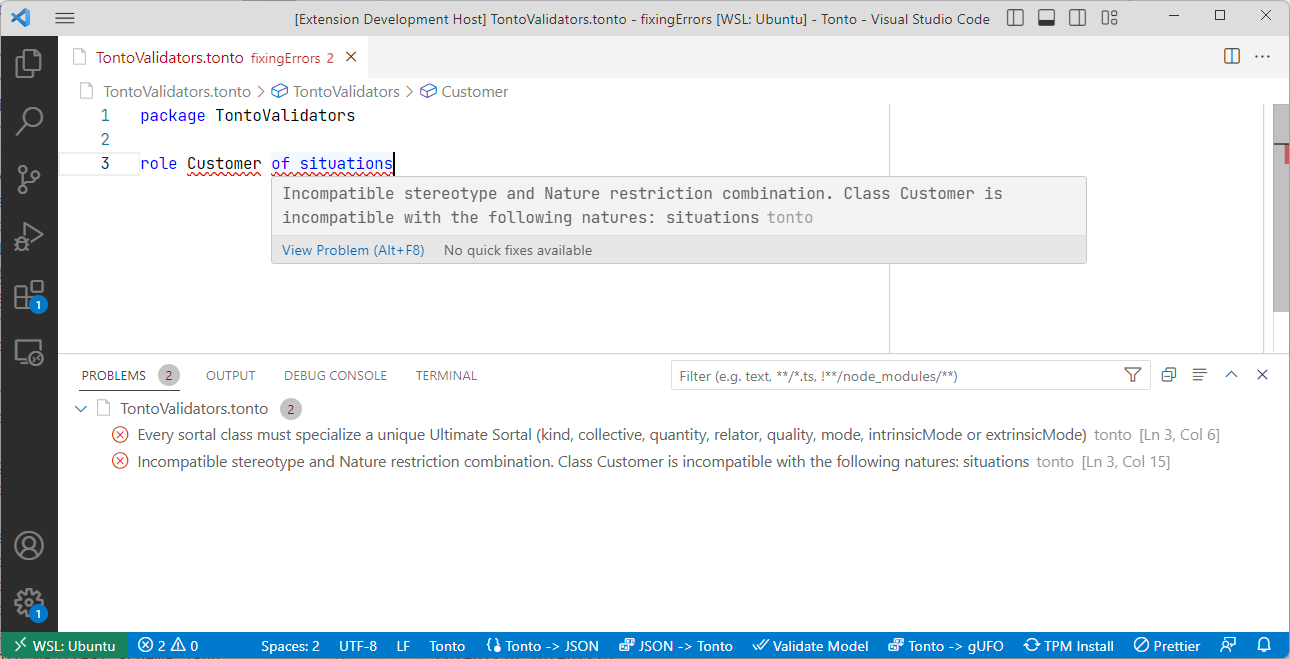 [Extension Development Host] TontoValidators.tonto - fixingErrors [WSL: Ubuntu] - Tonto - Visual Studio Code
TontoValidators.tonto fixingErrors 2
TontoValidators.tonto > TontoValidators > Customer
1 package TontoValidators
2
3 role Customer of situations
Incompatible stereotype and Nature restriction combination. Class Customer is
incompatible with the following natures: situations tonto
View Problem (Alt+F8) No quick fixes available
1
PROBLEMS 2 OUTPUT DEBUG CONSOLE TERMINAL Filter (e.g. text, **/*.ts, !**/node_modules/**)
TontoValidators.tonto 2
Every sortal class must specialize a unique Ultimate Sortal (kind, collective, quantity, relator, quality, mode, intrinsicMode or extrinsicMode) tonto [Ln 3, Col 6]
Incompatible stereotype and Nature restriction combination. Class Customer is incompatible with the following natures: situations tonto [Ln 3, Col 15]
1
WSL: Ubuntu 2 0 Spaces: 2 UTF-8 LF Tonto Tonto -> JSON JSON -> Tonto Validate Model Tonto -> gUFO TPM Install Prettier